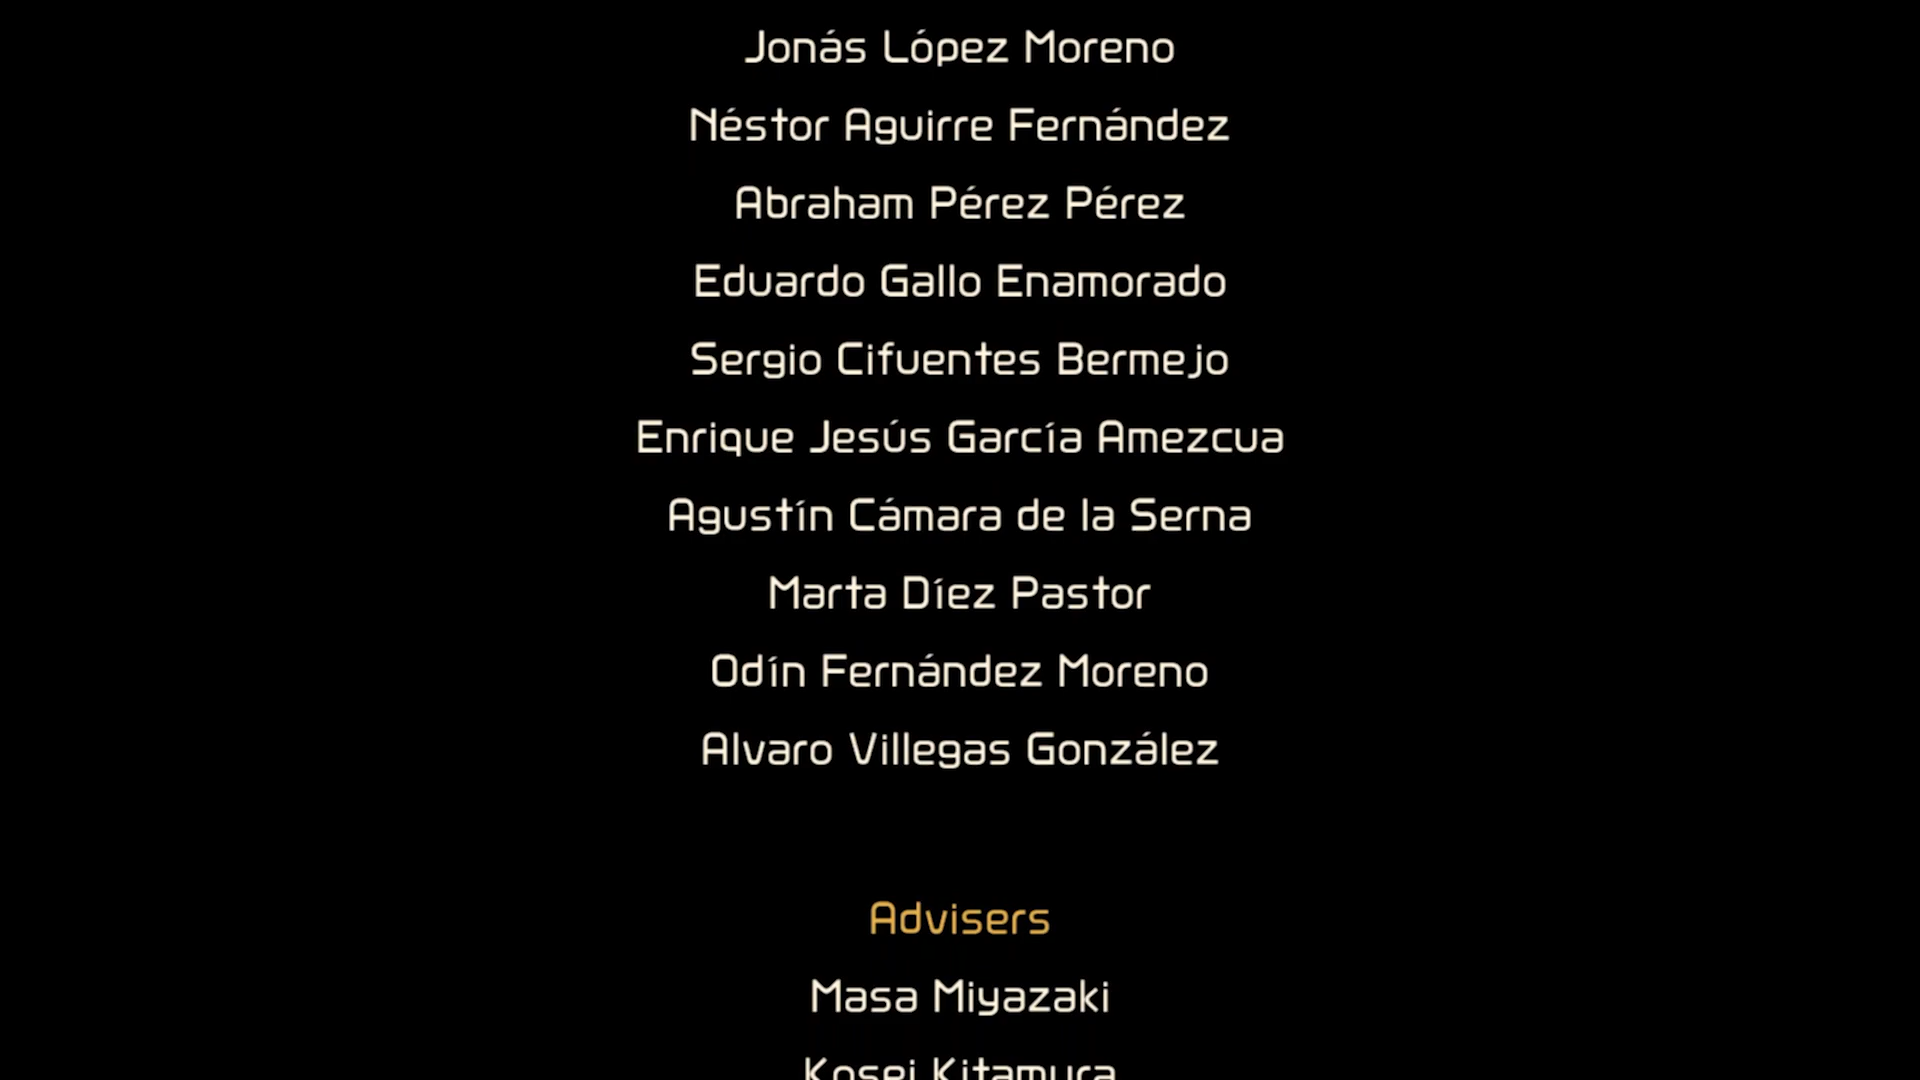 Jonás López Moreno
Néstor Aguirre Fernández
Abraham Pérez Pérez
Eduardo Gallo Enamorado
Sergio Cifuentes Bermejo
Enrique Jesús García Amezcua
Agustín Cámara de la Serna
Marta Díez Pastor
Odín Fernández Moreno
Alvaro Villegas González
Advisers
Masa Miyazaki
Kosei Kitamura